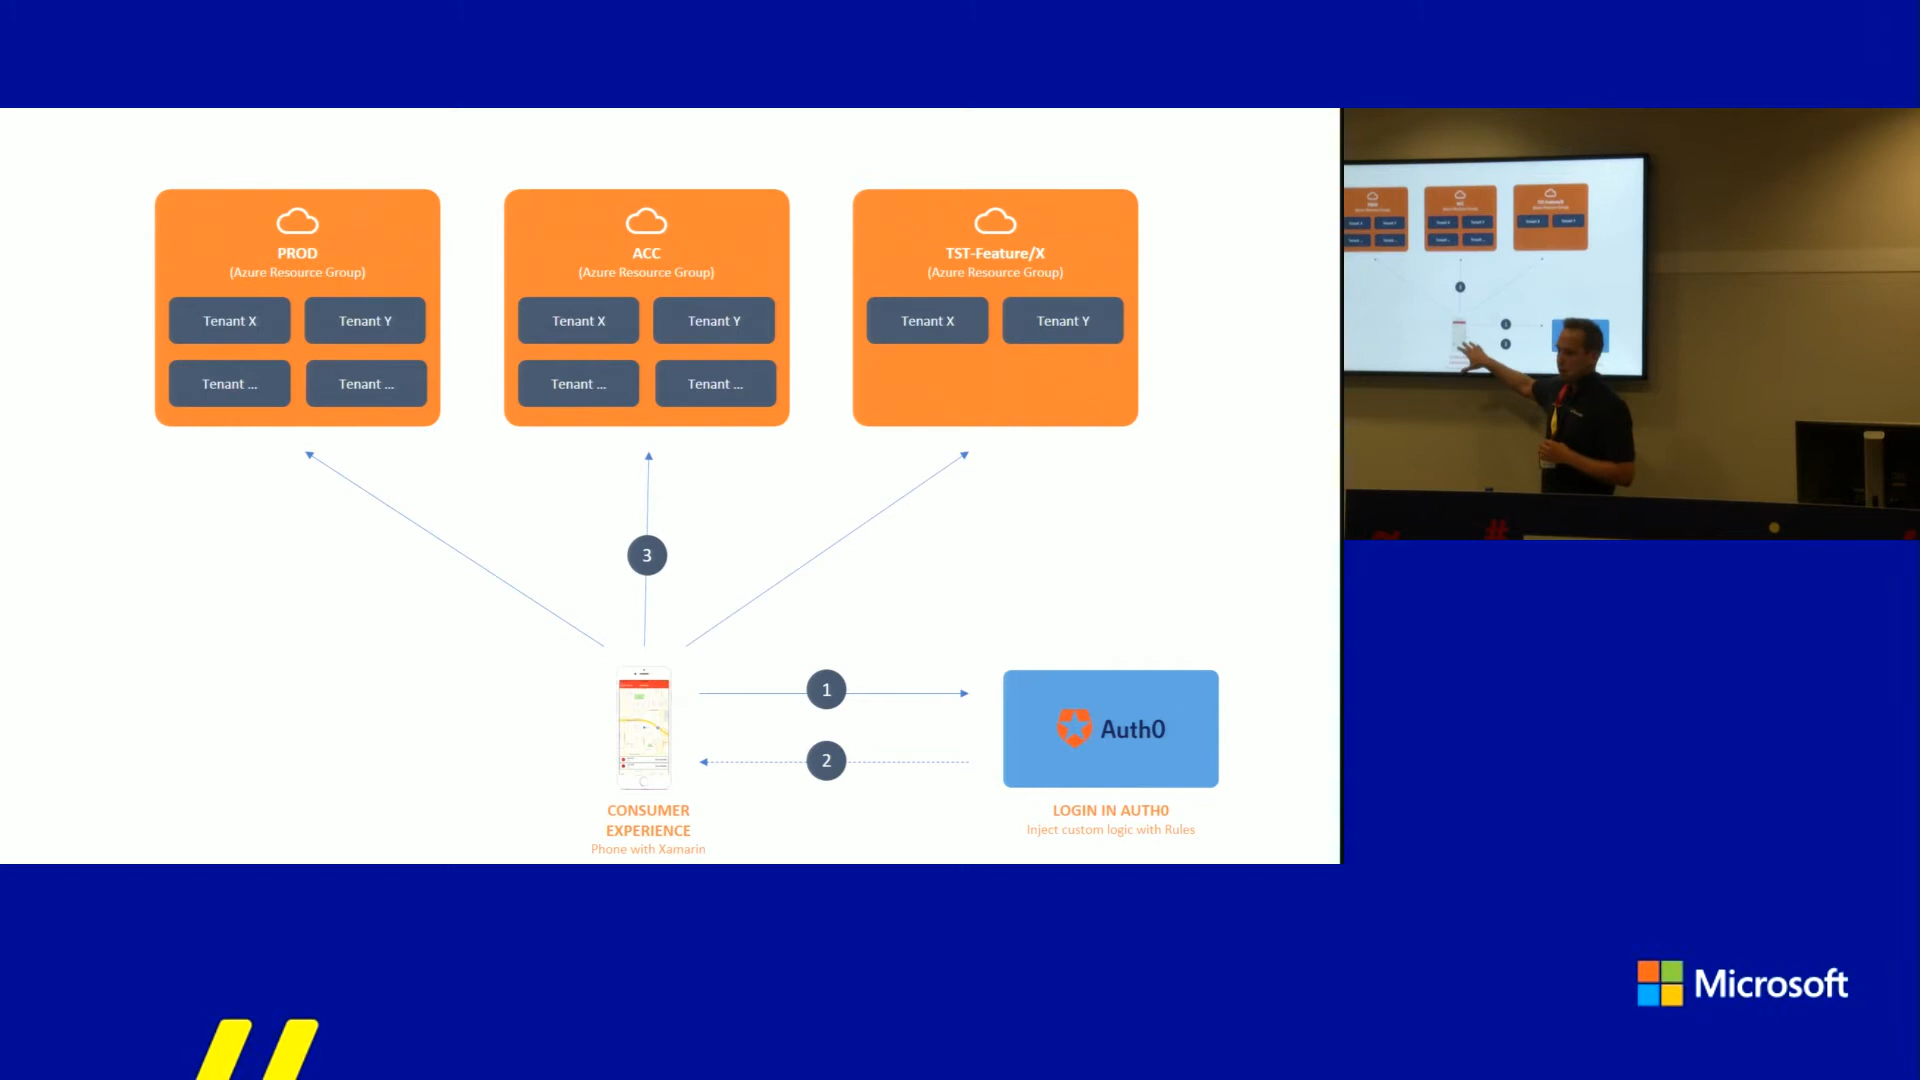 PROD
(Azure Resource Group)
Tenant X
Tenant Y
Tenant ...
Tenant ...
ACC
(Azure Resource Group)
Tenant X
Tenant Y
Tenant ...
Tenant ...
TST-Feature/X
(Azure Resource Group)
Tenant X
Tenant Y
3
1
2
Auth0
CONSUMER
EXPERIENCE
Phone with Xamarin
LOGIN IN AUTH0
Inject custom logic with Rules
Microsoft